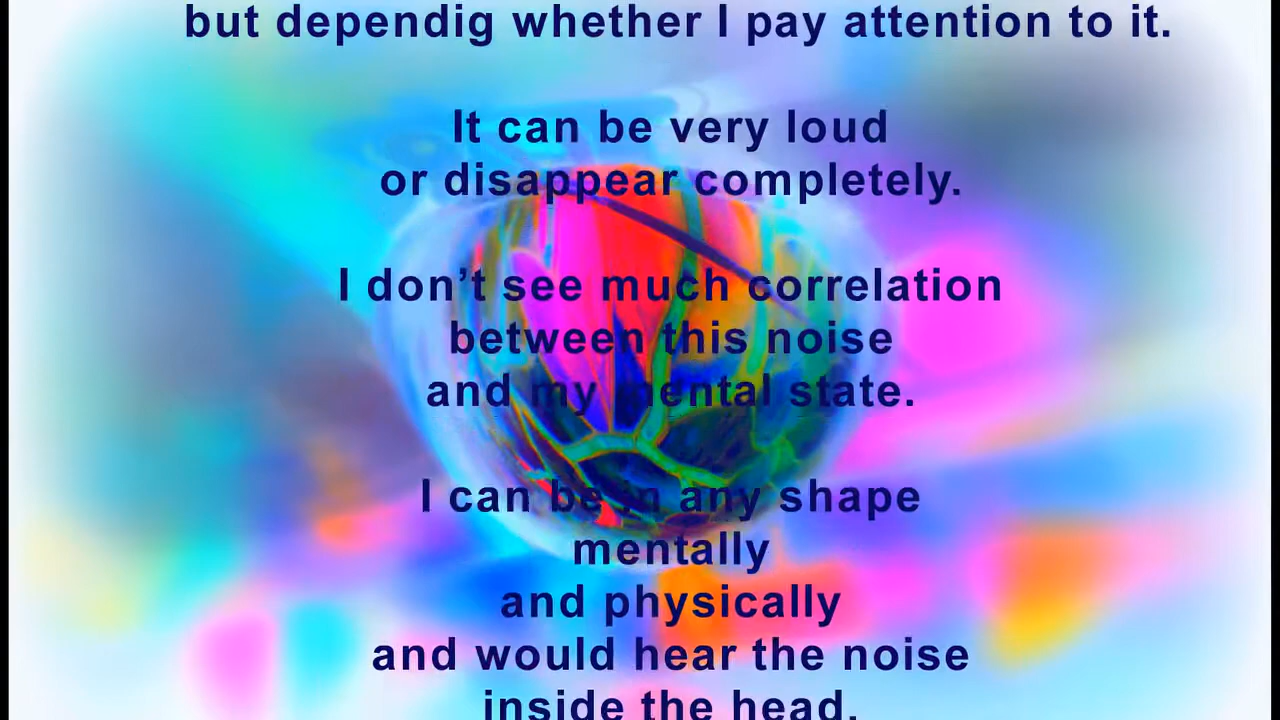 but dependig whether I pay attention to it.
It can be very loud
or disappear completely.
I don’t see much correlation
between this noise
and my mental state.
I can be in any shape
mentally
and physically
and would hear the noise
inside the head.